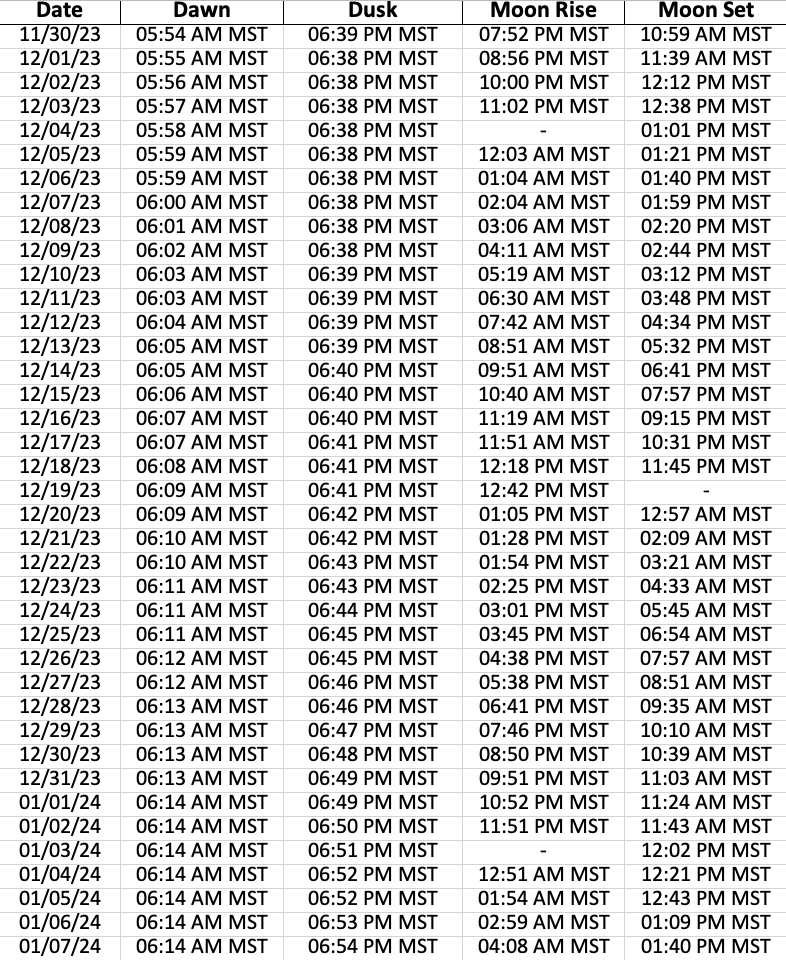 Date Dawn Dusk Moon Rise Moon Set
11/30/23 05:54 AM MST 06:39 PM MST 07:52 PM MST 10:59 AM MST
12/01/23 05:55 AM MST 06:38 PM MST 08:56 PM MST 11:39 AM MST
12/02/23 05:56 AM MST 06:38 PM MST 10:00 PM MST 12:12 PM MST
12/03/23 05:57 AM MST 06:38 PM MST 11:02 PM MST 12:38 PM MST
12/04/23 05:58 AM MST 06:38 PM MST - 01:01 PM MST
12/05/23 05:59 AM MST 06:38 PM MST 12:03 AM MST 01:21 PM MST
12/06/23 05:59 AM MST 06:38 PM MST 01:04 AM MST 01:40 PM MST
12/07/23 06:00 AM MST 06:38 PM MST 02:04 AM MST 01:59 PM MST
12/08/23 06:01 AM MST 06:38 PM MST 03:06 AM MST 02:20 PM MST
12/09/23 06:02 AM MST 06:38 PM MST 04:11 AM MST 02:44 PM MST
12/10/23 06:03 AM MST 06:39 PM MST 05:19 AM MST 03:12 PM MST
12/11/23 06:03 AM MST 06:39 PM MST 06:30 AM MST 03:48 PM MST
12/12/23 06:04 AM MST 06:39 PM MST 07:42 AM MST 04:34 PM MST
12/13/23 06:05 AM MST 06:39 PM MST 08:51 AM MST 05:32 PM MST
12/14/23 06:05 AM MST 06:40 PM MST 09:51 AM MST 06:41 PM MST
12/15/23 06:06 AM MST 06:40 PM MST 10:40 AM MST 07:57 PM MST
12/16/23 06:07 AM MST 06:40 PM MST 11:19 AM MST 09:15 PM MST
12/17/23 06:07 AM MST 06:41 PM MST 11:51 AM MST 10:31 PM MST
12/18/23 06:08 AM MST 06:41 PM MST 12:18 PM MST 11:45 PM MST
12/19/23 06:09 AM MST 06:41 PM MST 12:42 PM MST -
12/20/23 06:09 AM MST 06:42 PM MST 01:05 PM MST 12:57 AM MST
12/21/23 06:10 AM MST 06:42 PM MST 01:28 PM MST 02:09 AM MST
12/22/23 06:10 AM MST 06:43 PM MST 01:54 PM MST 03:21 AM MST
12/23/23 06:11 AM MST 06:43 PM MST 02:25 PM MST 04:33 AM MST
12/24/23 06:11 AM MST 06:44 PM MST 03:01 PM MST 05:45 AM MST
12/25/23 06:11 AM MST 06:45 PM MST 03:45 PM MST 06:54 AM MST
12/26/23 06:12 AM MST 06:45 PM MST 04:38 PM MST 07:57 AM MST
12/27/23 06:12 AM MST 06:46 PM MST 05:38 PM MST 08:51 AM MST
12/28/23 06:13 AM MST 06:46 PM MST 06:41 PM MST 09:35 AM MST
12/29/23 06:13 AM MST 06:47 PM MST 07:46 PM MST 10:10 AM MST
12/30/23 06:13 AM MST 06:48 PM MST 08:50 PM MST 10:39 AM MST
12/31/23 06:13 AM MST 06:49 PM MST 09:51 PM MST 11:03 AM MST
01/01/24 06:14 AM MST 06:49 PM MST 10:52 PM MST 11:24 AM MST
01/02/24 06:14 AM MST 06:50 PM MST 11:51 PM MST 11:43 AM MST
01/03/24 06:14 AM MST 06:51 PM MST - 12:02 PM MST
01/04/24 06:14 AM MST 06:52 PM MST 12:51 AM MST 12:21 PM MST
01/05/24 06:14 AM MST 06:52 PM MST 01:54 AM MST 12:43 PM MST
01/06/24 06:14 AM MST 06:53 PM MST 02:59 AM MST 01:09 PM MST
01/07/24 06:14 AM MST 06:54 PM MST 04:08 AM MST 01:40 PM MST